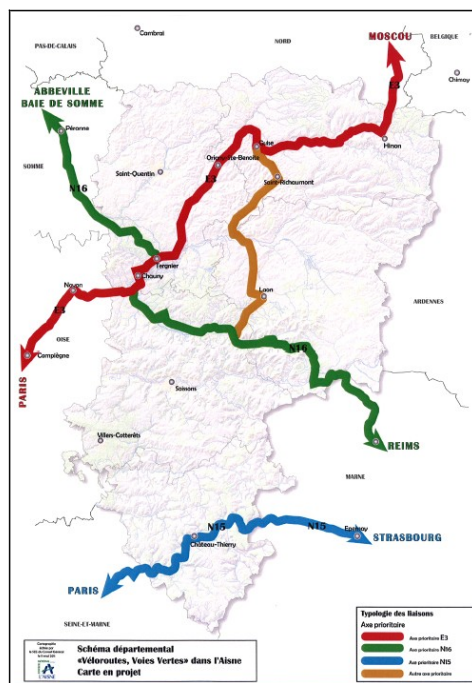 Cambrai
PAS-DE-CALAIS
NORD
MOSCOU
BELGIQUE
Chimay
ABBEVILLE
BAIE DE SOMME
E3
Péronne
Hirson
Guise
SOMME
Saint-Quentin
Origny-Ste-Benoîte
E3
Saint-Richaumont
N16
Tergnier
Chauny
Noyon
Laon
ARDENNES
E3
OISE
N16
Compiègne
PARIS
Soissons
Villers-Cotterêts
REIMS
MARNE
N15
N15
Epernay
Château-Thierry
STRASBOURG
PARIS
SEINE-ET-MARNE
Typologie des liaisons
Axe prioritaire
Axe prioritaire E3
Axe prioritaire N16
Axe prioritaire N15
Autre axe prioritaire
Schéma départemental
«Véloroutes, Voies Vertes» dans l'Aisne
Carte en projet
Cartographie
L'AISNE